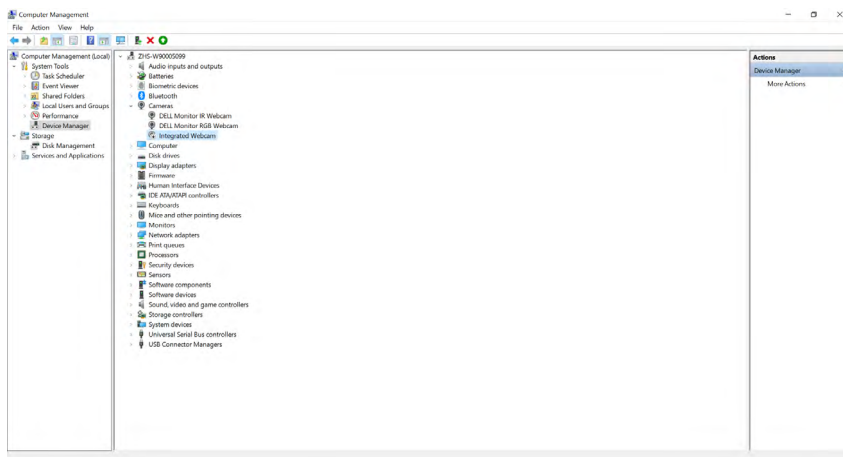 Computer Management
File Action View Help
Computer Management (Local)
System Tools
Task Scheduler
Event Viewer
Shared Folders
Local Users and Groups
Performance
Device Manager
Storage
Disk Management
Services and Applications
ZHS-W90005099
Audio inputs and outputs
Batteries
Biometric devices
Bluetooth
Cameras
DELL Monitor IR Webcam
DELL Monitor RGB Webcam
Integrated Webcam
Computer
Disk drives
Display adapters
Firmware
Human Interface Devices
IDE ATA/ATAPI controllers
Keyboards
Mice and other pointing devices
Monitors
Network adapters
Print queues
Processors
Security devices
Sensors
Software components
Software devices
Sound, video and game controllers
Storage controllers
System devices
Universal Serial Bus controllers
USB Connector Managers
Actions
Device Manager
More Actions